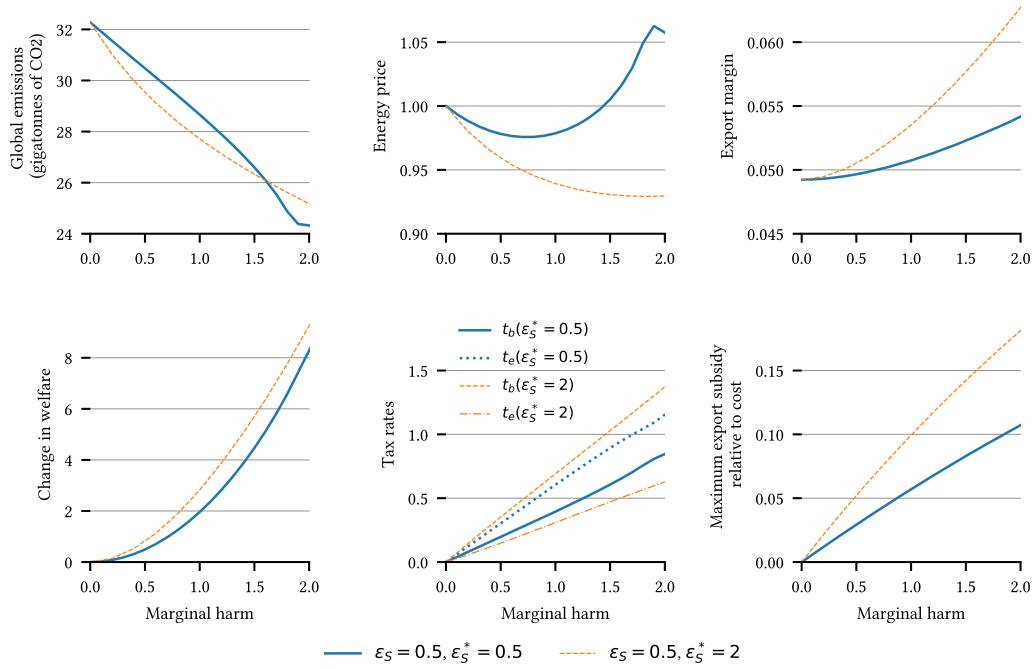 Global emissions
(gigatonnes of CO2)
32
30
28
26
24
0.0 0.5 1.0 1.5 2.0
Energy price
1.05
1.00
0.95
0.90
0.0 0.5 1.0 1.5 2.0
Export margin
0.060
0.055
0.050
0.045
0.0 0.5 1.0 1.5 2.0
Change in welfare
8
6
4
2
0
0.0 0.5 1.0 1.5 2.0
Marginal harm
Tax rates
t_b(ε_S^* = 0.5)
t_e(ε_S^* = 0.5)
t_b(ε_S^* = 2)
t_e(ε_S^* = 2)
1.5
1.0
0.5
0.0
0.0 0.5 1.0 1.5 2.0
Marginal harm
Maximum export subsidy
relative to cost
0.15
0.10
0.05
0.00
0.0 0.5 1.0 1.5 2.0
Marginal harm
ε_S = 0.5, ε_S^* = 0.5
ε_S = 0.5, ε_S^* = 2